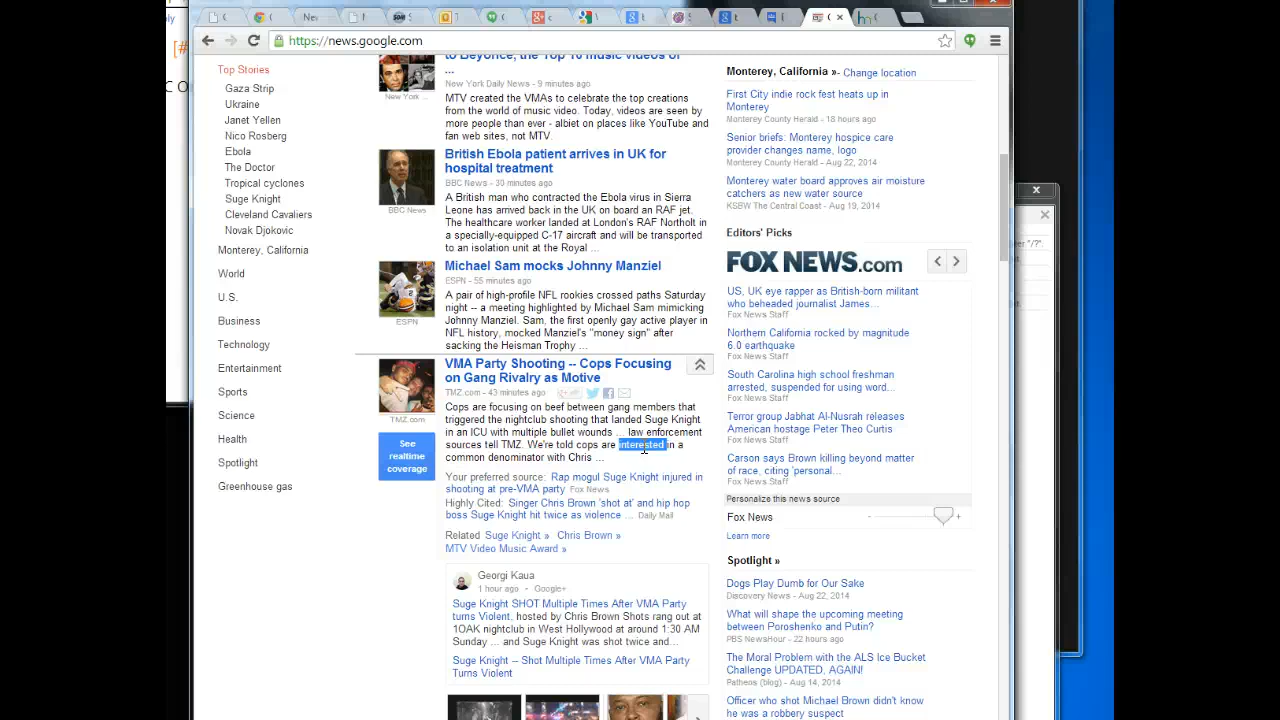 https://news.google.com
Top Stories
Gaza Strip
Ukraine
Janet Yellen
Nico Rosberg
Ebola
The Doctor
Tropical cyclones
Suge Knight
Cleveland Cavaliers
Novak Djokovic
Monterey, California
World
U.S.
Business
Technology
Entertainment
Sports
Science
Health
Spotlight
Greenhouse gas
to Beyonce, the Top 10 music videos of
...
New York Daily News - 9 minutes ago
New York ...
MTV created the VMAs to celebrate the top creations
from the world of music video. Today, videos are seen by
more people than ever - albeit on places like YouTube and
fan web sites, not MTV.
British Ebola patient arrives in UK for
hospital treatment
BBC News - 30 minutes ago
BBC News
A British man who contracted the Ebola virus in Sierra
Leone has arrived back in the UK on board an RAF jet.
The healthcare worker landed at London's RAF Northolt in
a specially-equipped C-17 aircraft and will be transported
to an isolation unit at the Royal ...
Michael Sam mocks Johnny Manziel
ESPN - 55 minutes ago
ESPN
A pair of high-profile NFL rookies crossed paths Saturday
night -- a meeting highlighted by Michael Sam mimicking
Johnny Manziel. Sam, the first openly gay active player in
NFL history, mocked Manziel's "money sign" after
sacking the Heisman Trophy ...
VMA Party Shooting -- Cops Focusing
on Gang Rivalry as Motive
TMZ.com - 43 minutes ago
TMZ.com
See
realtime
coverage
Cops are focusing on beef between gang members that
triggered the nightclub shooting that landed Suge Knight
in an ICU with multiple bullet wounds ... law enforcement
sources tell TMZ. We're told cops are interested in a
common denominator with Chris ...
Your preferred source: Rap mogul Suge Knight injured in
shooting at pre-VMA party Fox News
Highly Cited: Singer Chris Brown 'shot at' and hip hop
boss Suge Knight hit twice as violence ... Daily Mail
Related Suge Knight » Chris Brown »
MTV Video Music Award »
Georgi Kaua
1 hour ago - Google+
Suge Knight SHOT Multiple Times After VMA Party
turns Violent, hosted by Chris Brown Shots rang out at
1OAK nightclub in West Hollywood at around 1:30 AM
Sunday ... and Suge Knight was shot twice and...
Suge Knight -- Shot Multiple Times After VMA Party
Turns Violent
Monterey, California » Change location
First City indie rock fest heats up in
Monterey
Monterey County Herald - 18 hours ago
Senior briefs: Monterey hospice care
provider changes name, logo
Monterey County Herald - Aug 22, 2014
Monterey water board approves air moisture
catchers as new water source
KSBW The Central Coast - Aug 19, 2014
Editors' Picks
FOX NEWS.com
US, UK eye rapper as British-born militant
who beheaded journalist James...
Fox News Staff
Northern California rocked by magnitude
6.0 earthquake
Fox News Staff
South Carolina high school freshman
arrested, suspended for using word...
Fox News Staff
Terror group Jabhat Al-Nusrah releases
American hostage Peter Theo Curtis
Fox News Staff
Carson says Brown killing beyond matter
of race, citing 'personal...
Fox News Staff
Personalize this news source
Fox News - +
Learn more
Spotlight »
Dogs Play Dumb for Our Sake
Discovery News - Aug 22, 2014
What will shape the upcoming meeting
between Poroshenko and Putin?
PBS NewsHour - 22 hours ago
The Moral Problem with the ALS Ice Bucket
Challenge UPDATED, AGAIN!
Patheos (blog) - Aug 14, 2014
Officer who shot Michael Brown didn't know
he was a robbery suspect